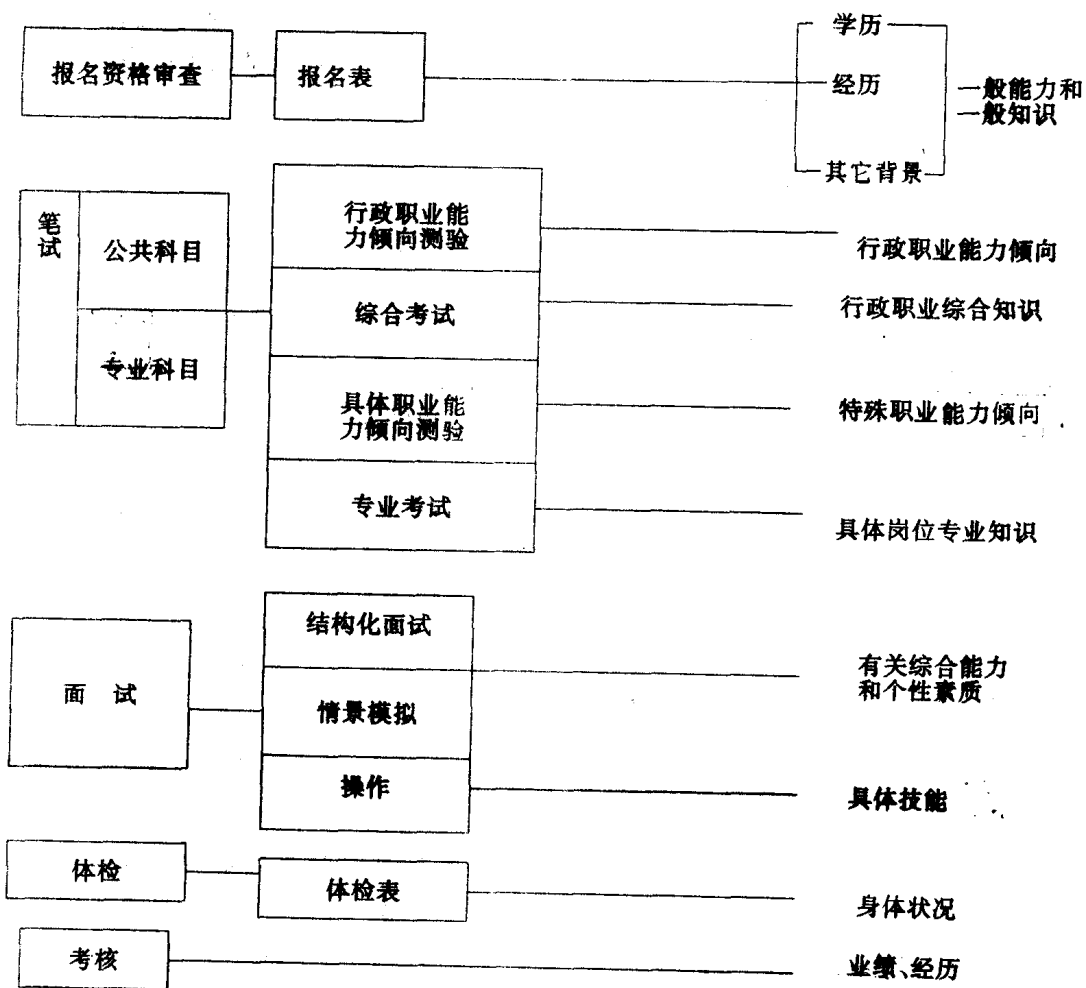 报名资格审查
报名表
学历
经历
其它背景
一般能力和
一般知识
笔试
公共科目
专业科目
行政职业能
力倾向测验
综合考试
具体职业能
力倾向测验
专业考试
行政职业能力倾向
行政职业综合知识
特殊职业能力倾向
具体岗位专业知识
面 试
结构化面试
情景模拟
操作
有关综合能力
和个性素质
具体技能
体检
体检表
身体状况
考核
业绩、经历